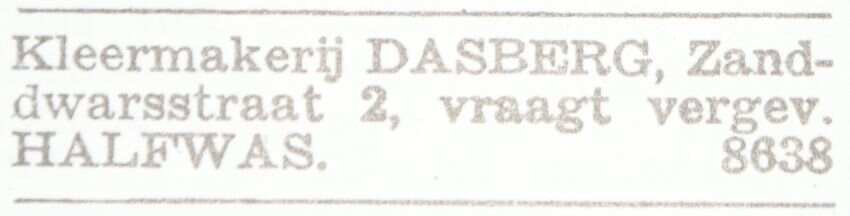 Kleermakerij DASBERG, Zand-
dwarsstraat 2, vraagt vergev.
HALFWAS. 8638